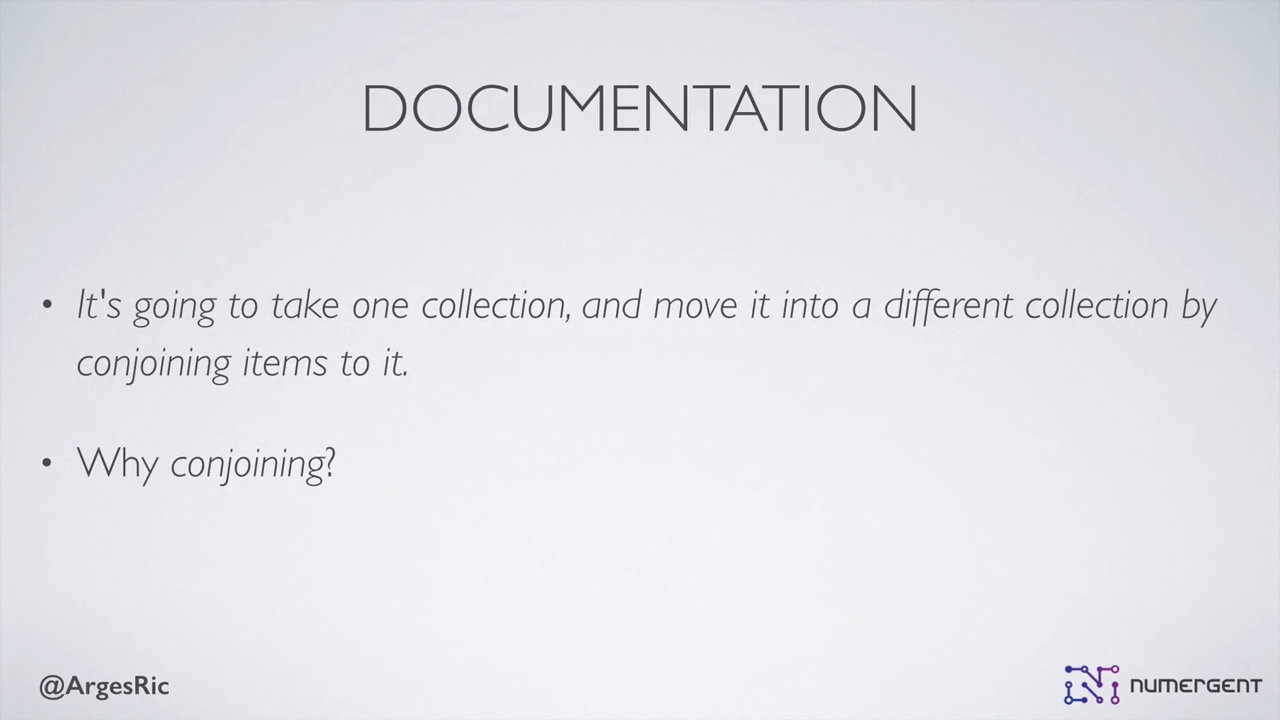 DOCUMENTATION
• It's going to take one collection, and move it into a different collection by
conjoining items to it.
• Why conjoining?
@ArgesRic
NUMERGENT